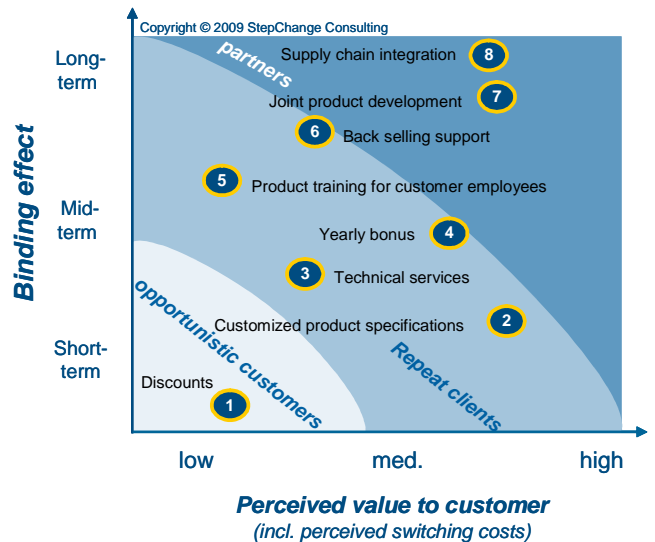 Copyright © 2009 StepChange Consulting
Long-
term
Mid-
term
Short-
term
Binding effect
partners
Supply chain integration 8
Joint product development 7
6 Back selling support
5 Product training for customer employees
Yearly bonus 4
3 Technical services
Customized product specifications 2
opportunistic customers
Repeat clients
Discounts
1
low med. high
Perceived value to customer
(incl. perceived switching costs)